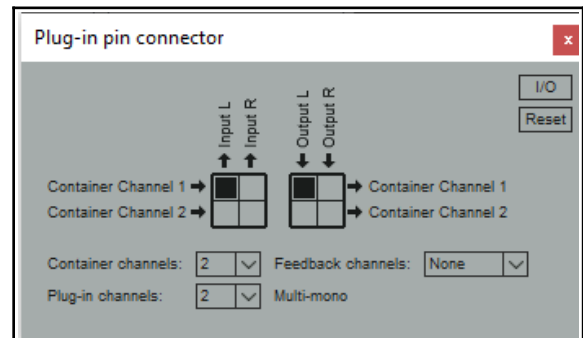 Plug-in pin connector
x
I/O
Reset
Input L
Input R
Output L
Output R
Container Channel 1
Container Channel 1
Container Channel 2
Container Channel 2
Container channels: 2 Feedback channels: None
Plug-in channels: 2 Multi-mono